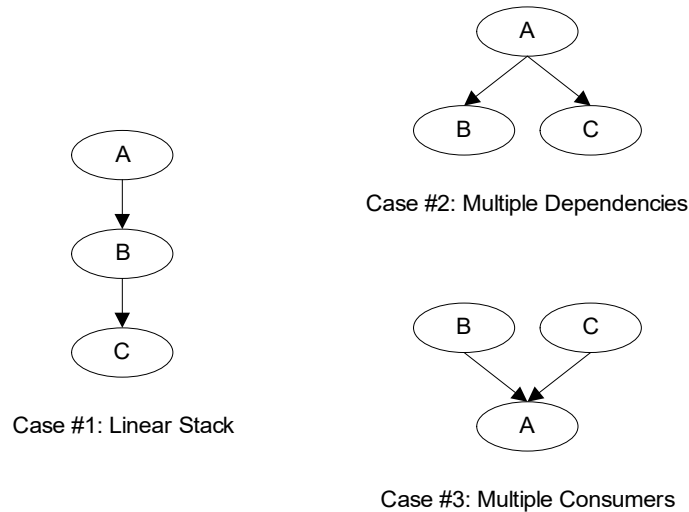 A
B
C
Case #1: Linear Stack
A
B C
Case #2: Multiple Dependencies
B C
A
Case #3: Multiple Consumers